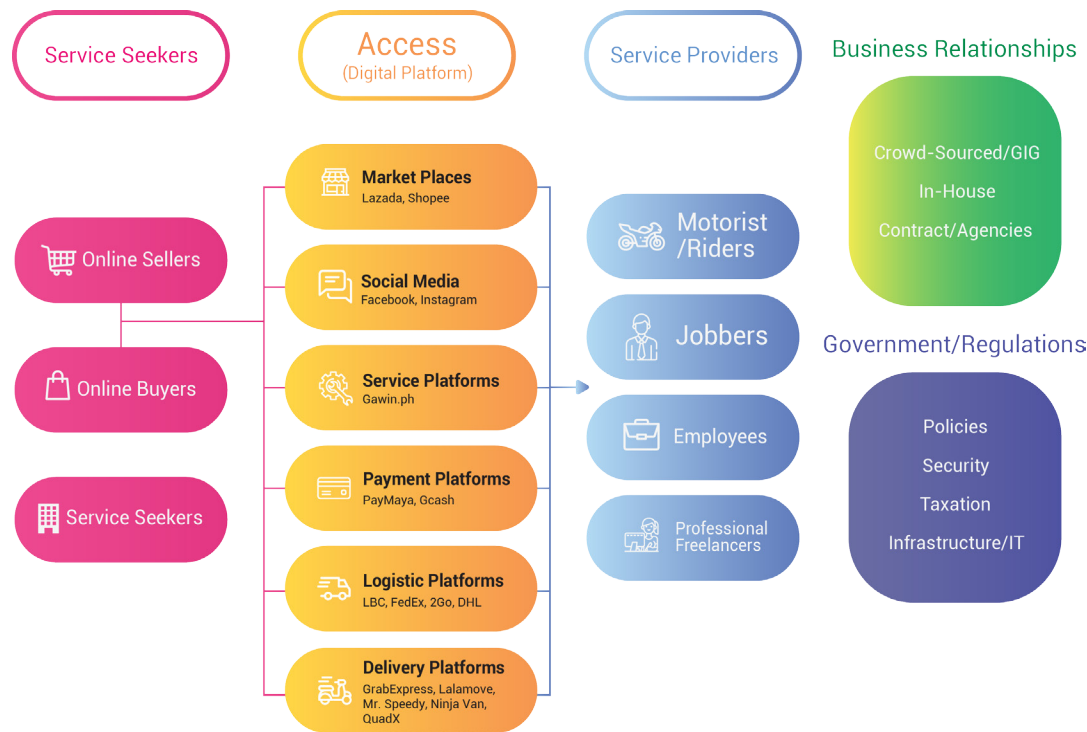 Service Seekers
Access
(Digital Platform)
Service Providers
Business Relationships
Online Sellers
Online Buyers
Service Seekers
Market Places
Lazada, Shopee
Social Media
Facebook, Instagram
Service Platforms
Gawin.ph
Payment Platforms
PayMaya, Gcash
Logistic Platforms
LBC, FedEx, 2Go, DHL
Delivery Platforms
GrabExpress, Lalamove,
Mr. Speedy, Ninja Van,
QuadX
Motorist
/Riders
Jobbers
Employees
Professional
Freelancers
Crowd-Sourced/GIG
In-House
Contract/Agencies
Government/Regulations
Policies
Security
Taxation
Infrastructure/IT